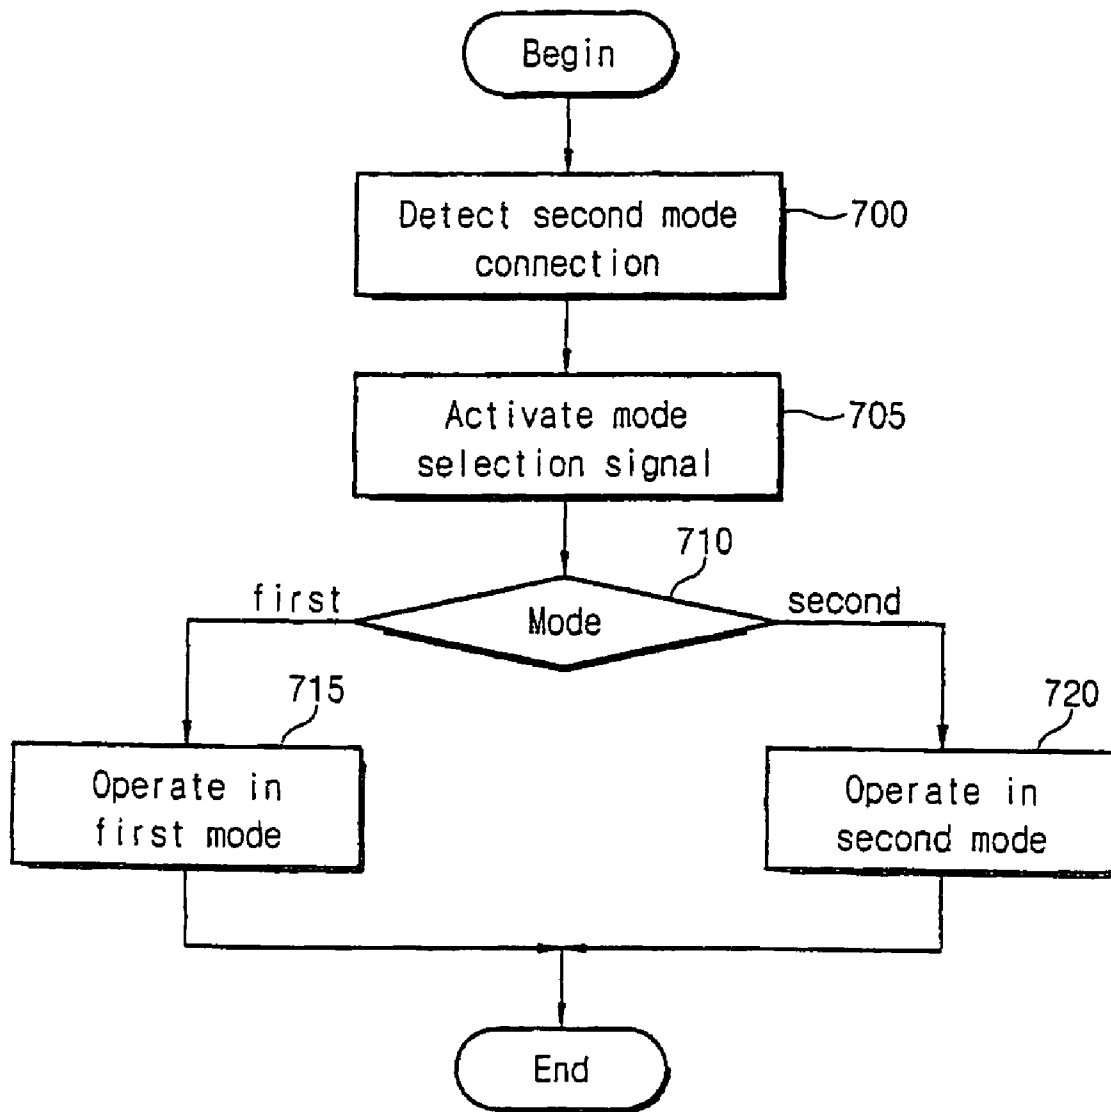 Begin
Detect second mode
connection
700
Activate mode
selection signal
705
710
first
Mode
second
715
720
Operate in
first mode
Operate in
second mode
End